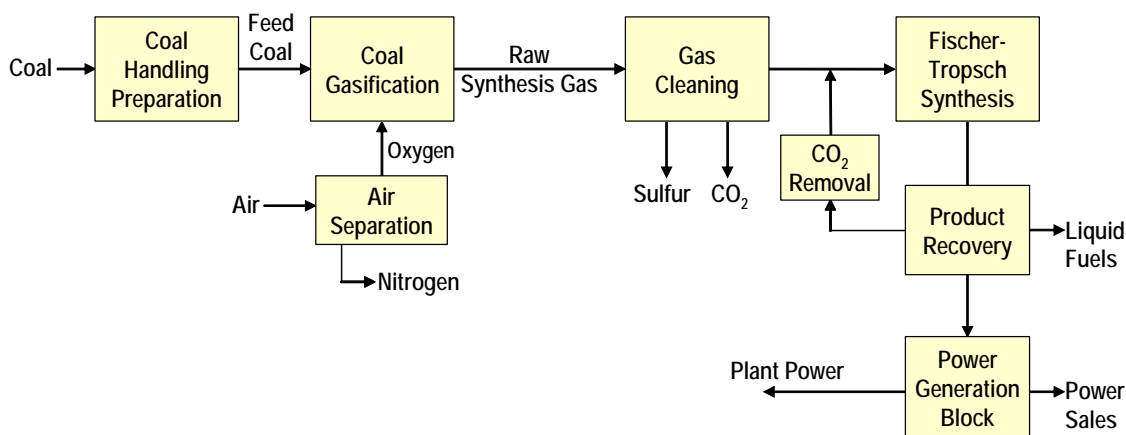 Coal
Coal
Handling
Preparation
Feed
Coal
Coal
Gasification
Raw
Synthesis Gas
Gas
Cleaning
Fischer-
Tropsch
Synthesis
Oxygen
Air
Air
Separation
Nitrogen
Sulfur
CO₂
CO₂
Removal
Product
Recovery
Liquid
Fuels
Plant Power
Power
Generation
Block
Power
Sales